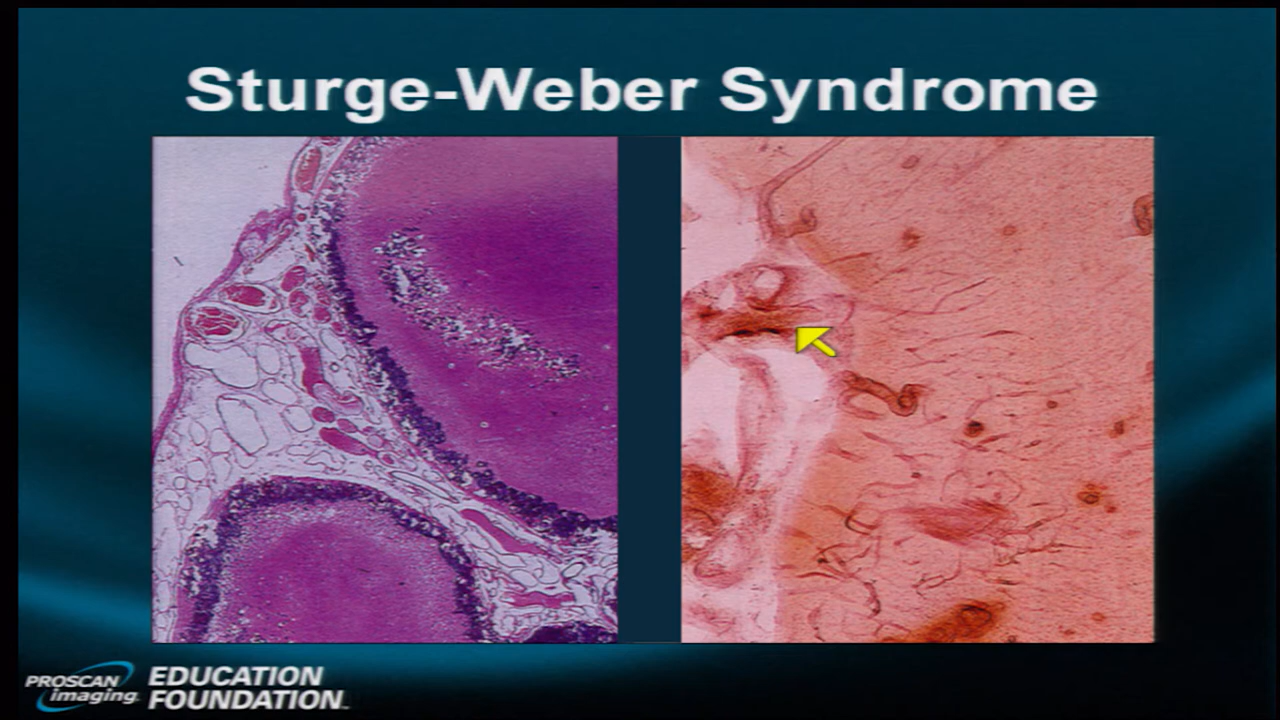 Sturge-Weber Syndrome
PROSCAN
imaging
EDUCATION
FOUNDATION